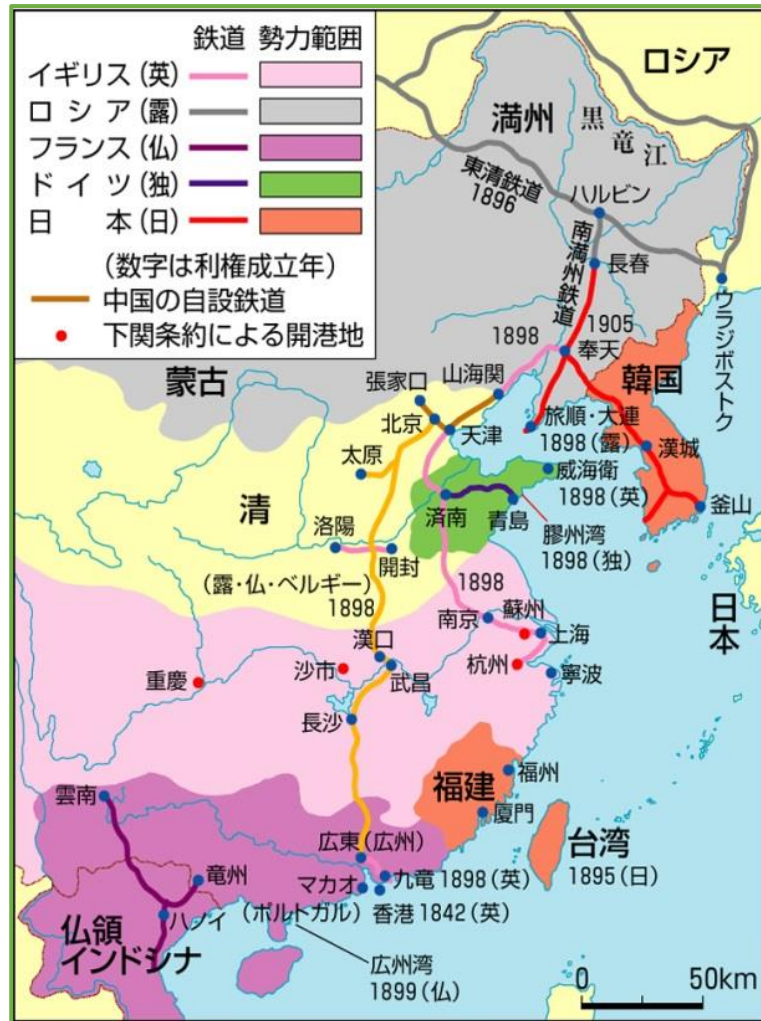 鉄道 勢力範囲
イギリス(英)
ロシア(露)
フランス(仏)
ドイツ(独)
日本(日)
(数字は利権成立年)
中国の自設鉄道
下関条約による開港地
ロシア
満州
黒竜江
東清鉄道
1896
ハルビン
南満州鉄道
長春
ウラジボストク
1905
1898
奉天
山海関
蒙古
張家口
北京
天津
韓国
旅順・大連
1898(露)
漢城
太原
威海衛
1898(英)
清
済南
青島
釜山
洛陽
膠州湾
1898(独)
開封
(露・仏・ベルギー)
1898
1898
日本
南京
蘇州
上海
漢口
杭州
重慶
沙市
武昌
寧波
長沙
雲南
福建
福州
厦門
広東(広州)
台湾
1895(日)
竜州
マカオ
九竜 1898(英)
ハノイ
(ポルトガル)
香港 1842(英)
仏領
インドシナ
広州湾
1899(仏)
0 50km